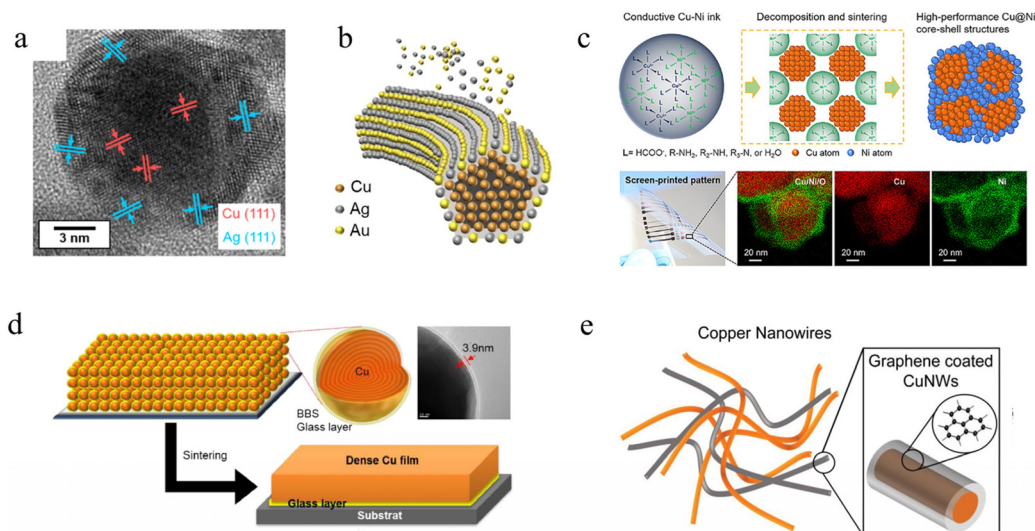 a
Cu (111)
Ag (111)
3 nm
b
Cu
Ag
Au
c
Conductive Cu-Ni ink
Decomposition and sintering
High-performance Cu@Ni
core-shell structures
L= HCOO⁻, R-NH₂, R₂-NH, R₃-N, or H₂O
Cu atom
Ni atom
Screen-printed pattern
Cu/Ni/O
Cu
Ni
20 nm
20 nm
20 nm
d
Cu
3.9nm
BBS
Glass layer
Sintering
Dense Cu film
Glass layer
Substrat
e
Copper Nanowires
Graphene coated
CuNWs